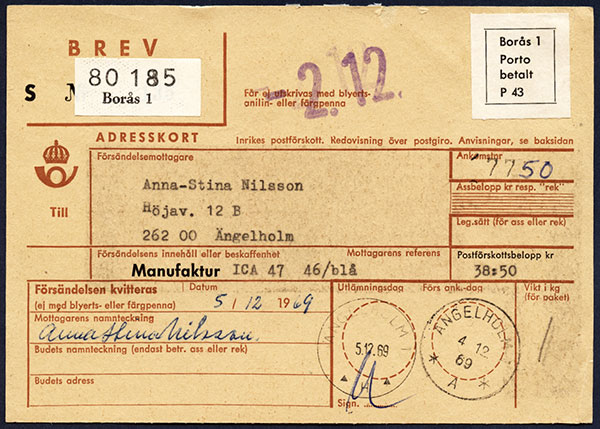 BREV
80 185
Borås 1
S
-2.12.
Får ej utskrivas med blyerts-
anilin- eller färgpenna
Borås 1
Porto
betalt
P 43
ADRESSKORT
Inrikes postförskott. Redovisning över postgiro. Anvisningar, se baksidan
Försändelsemottagare
Ankomstnr
7750
Till
Anna-Stina Nilsson
Höjav. 12 B
262 00 Ängelholm
Assbelopp kr resp. "rek"
Leg.sätt (för ass eller rek)
Försändelsens innehåll eller beskaffenhet
Mottagarens referens
Postförskottsbelopp kr
Manufaktur ICA 47 46/blå
38:50
Försändelsen kvitteras
(ej med blyerts- eller färgpenna)
Datum
5/12 1969
Utlämningsdag
Förs ank.-dag
Vikt i kg
(för paket)
Mottagarens namnteckning
Anna Stina Nilsson.
Budets namnteckning (endast betr. ass eller rek)
Budets adress
5.12.69
ÄNGELHOLM
4 12
69
* A *
Sign.